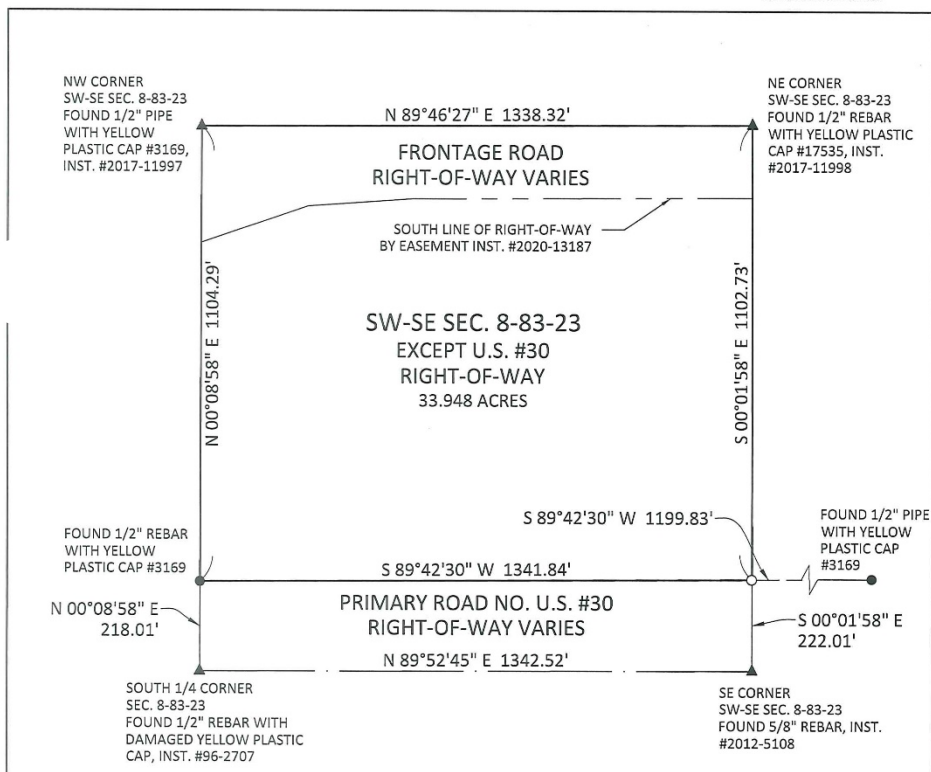 NW CORNER
SW-SE SEC. 8-83-23
FOUND 1/2" PIPE
WITH YELLOW
PLASTIC CAP #3169,
INST. #2017-11997
N 89°46'27" E 1338.32'
NE CORNER
SW-SE SEC. 8-83-23
FOUND 1/2" REBAR
WITH YELLOW PLASTIC
CAP #17535, INST.
#2017-11998
FRONTAGE ROAD
RIGHT-OF-WAY VARIES
SOUTH LINE OF RIGHT-OF-WAY
BY EASEMENT INST. #2020-13187
N 00°08'58" E 1104.29'
SW-SE SEC. 8-83-23
EXCEPT U.S. #30
RIGHT-OF-WAY
33.948 ACRES
S 00°01'58" E 1102.73'
FOUND 1/2" REBAR
WITH YELLOW
PLASTIC CAP #3169
S 89°42'30" W 1199.83'
FOUND 1/2" PIPE
WITH YELLOW
PLASTIC CAP
#3169
S 89°42'30" W 1341.84'
N 00°08'58" E
218.01'
PRIMARY ROAD NO. U.S. #30
RIGHT-OF-WAY VARIES
S 00°01'58" E
222.01'
N 89°52'45" E 1342.52'
SOUTH 1/4 CORNER
SEC. 8-83-23
FOUND 1/2" REBAR WITH
DAMAGED YELLOW PLASTIC
CAP, INST. #96-2707
SE CORNER
SW-SE SEC. 8-83-23
FOUND 5/8" REBAR, INST.
#2012-5108